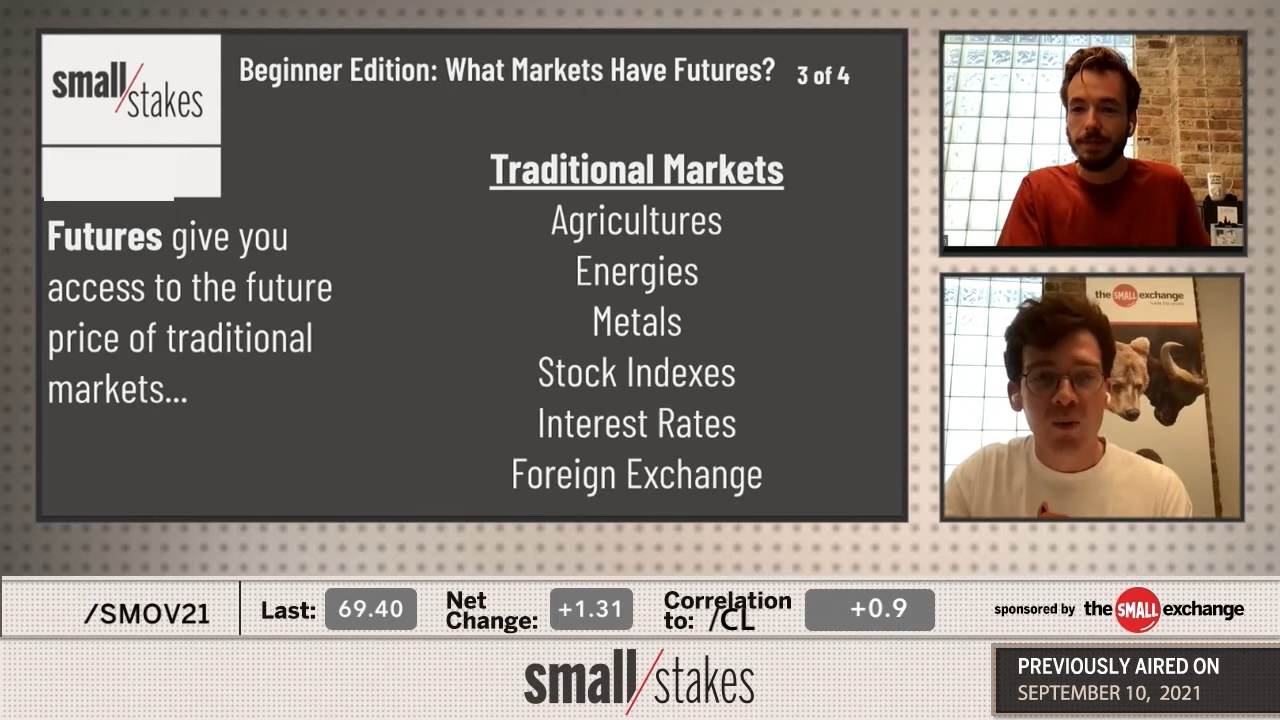 small/stakes
Beginner Edition: What Markets Have Futures?
3 of 4
Futures give you
access to the future
price of traditional
markets...
Traditional Markets
Agricultures
Energies
Metals
Stock Indexes
Interest Rates
Foreign Exchange
the SMALL exchange
/SMOV21
Last: 69.40
Net
Change: +1.31
Correlation
to: /CL +0.9
sponsored by the SMALL exchange
small/stakes
PREVIOUSLY AIRED ON
SEPTEMBER 10, 2021